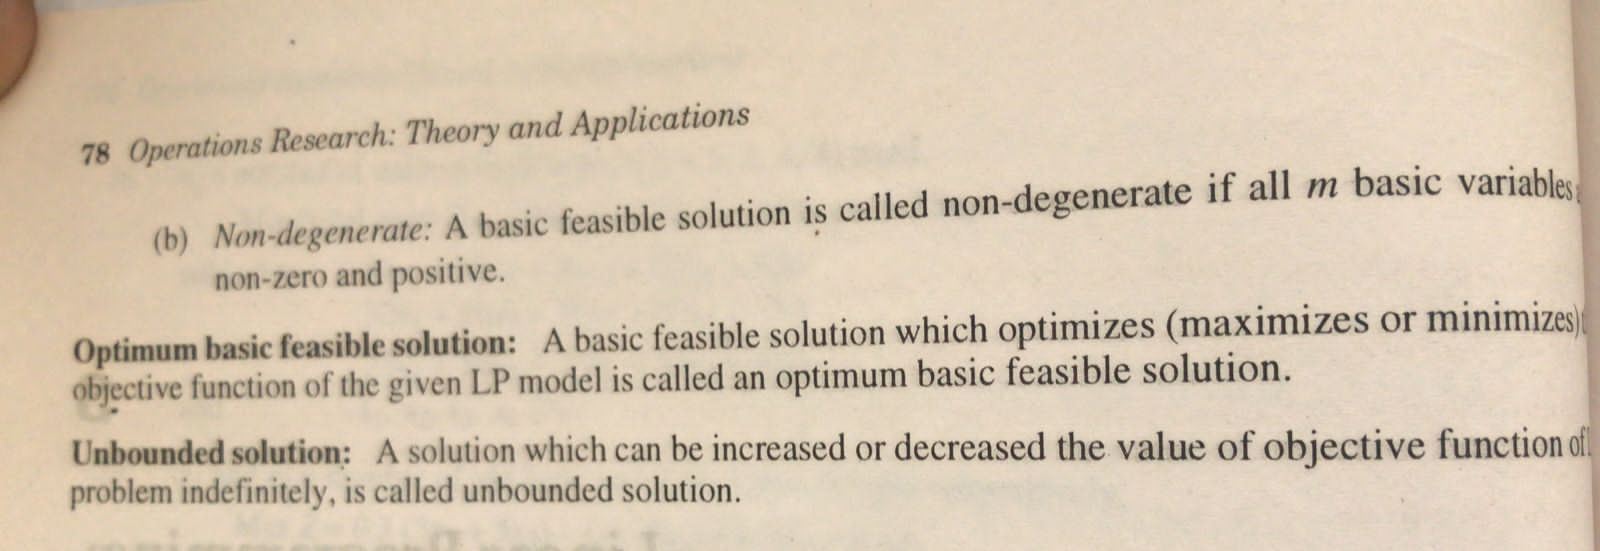 78 Operations Research: Theory and Applications
(b) Non-degenerate: A basic feasible solution is called non-degenerate if all m basic variables
non-zero and positive.
Optimum basic feasible solution: A basic feasible solution which optimizes (maximizes or minimizes)
objective function of the given LP model is called an optimum basic feasible solution.
Unbounded solution: A solution which can be increased or decreased the value of objective function of
problem indefinitely, is called unbounded solution.